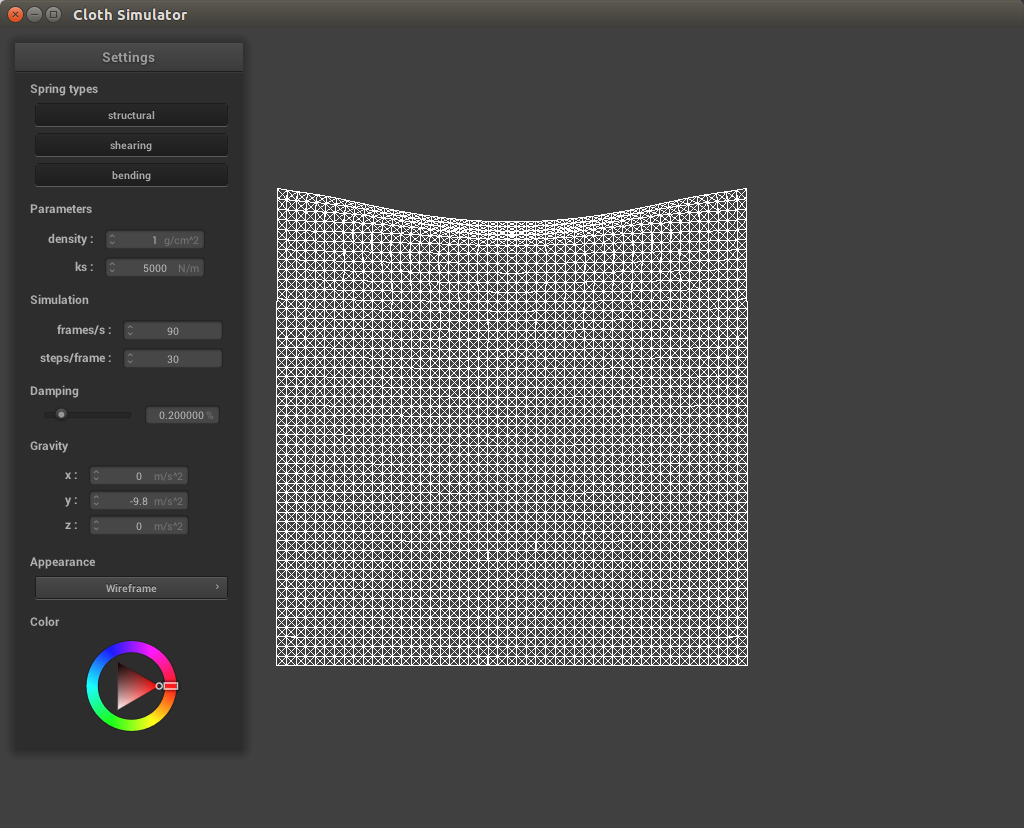 Cloth Simulator
Settings
Spring types
structural
shearing
bending
Parameters
density : 1 g/cm^2
ks : 5000 N/m
Simulation
frames/s : 90
steps/frame : 30
Damping
0.200000 %
Gravity
x : 0 m/s^2
y : -9.8 m/s^2
z : 0 m/s^2
Appearance
Wireframe
Color